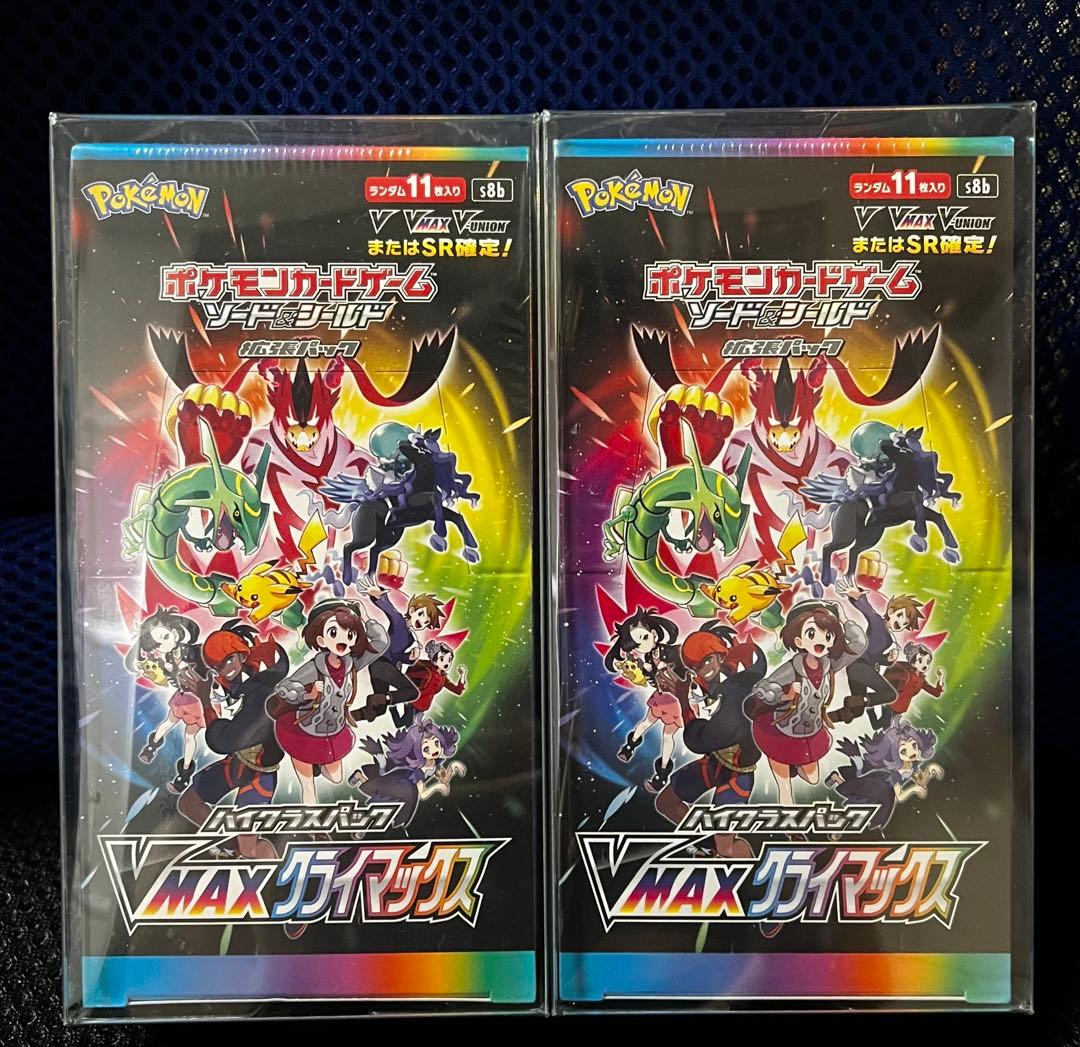 Pokémon
ランダム11枚入り s8b
V VMAX V-UNION
またはSR確定!
ポケモンカードゲーム
ソード&シールド
拡張パック
ハイクラスパック
VMAXクライマックス
Pokémon
ランダム11枚入り s8b
V VMAX V-UNION
またはSR確定!
ポケモンカードゲーム
ソード&シールド
拡張パック
ハイクラスパック
VMAXクライマックス